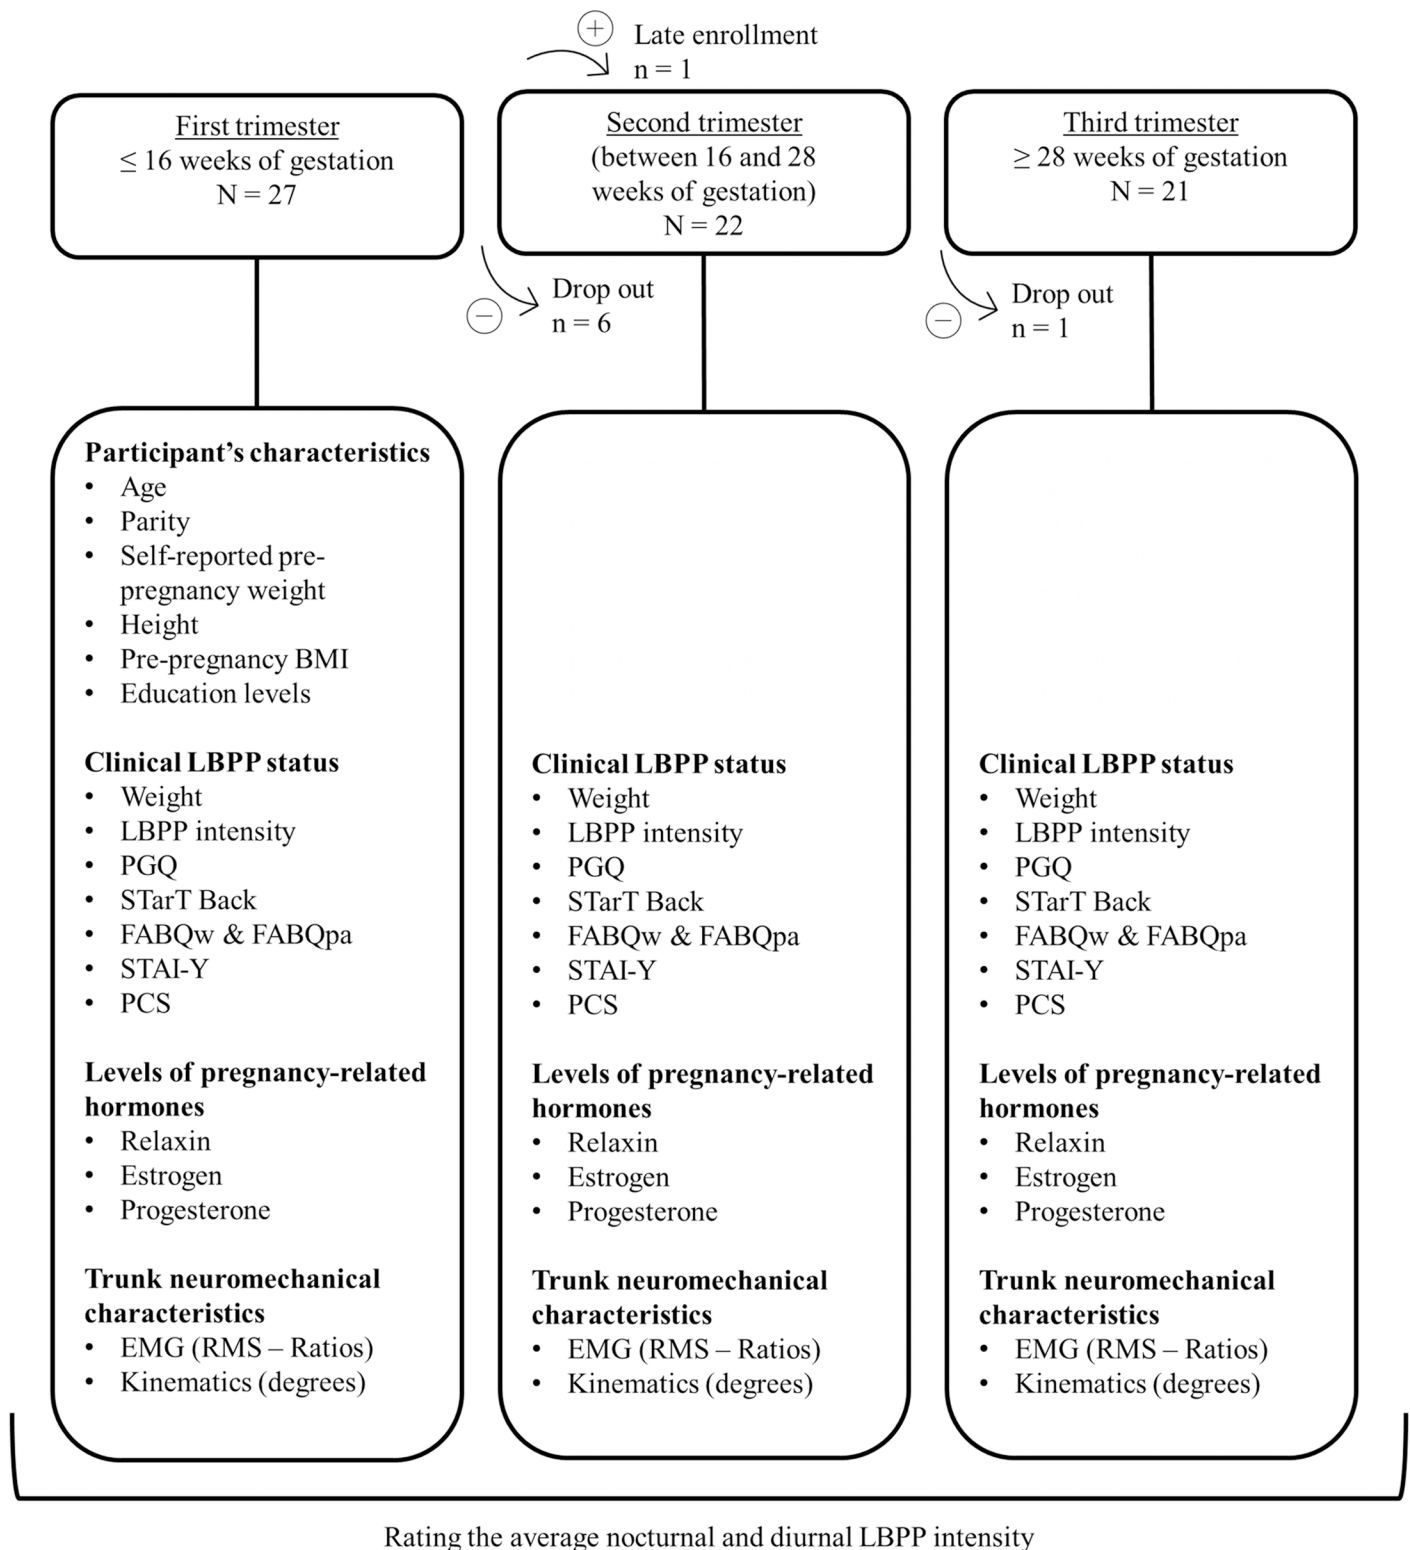 Late enrollment
n = 1
First trimester
≤ 16 weeks of gestation
N = 27
Second trimester
(between 16 and 28
weeks of gestation)
N = 22
Third trimester
≥ 28 weeks of gestation
N = 21
Drop out
n = 6
Drop out
n = 1
Participant’s characteristics
• Age
• Parity
• Self-reported pre-
pregnancy weight
• Height
• Pre-pregnancy BMI
• Education levels
Clinical LBPP status
• Weight
• LBPP intensity
• PGQ
• STarT Back
• FABQw & FABQpa
• STAI-Y
• PCS
Levels of pregnancy-related
hormones
• Relaxin
• Estrogen
• Progesterone
Trunk neuromechanical
characteristics
• EMG (RMS – Ratios)
• Kinematics (degrees)
Clinical LBPP status
• Weight
• LBPP intensity
• PGQ
• STarT Back
• FABQw & FABQpa
• STAI-Y
• PCS
Levels of pregnancy-related
hormones
• Relaxin
• Estrogen
• Progesterone
Trunk neuromechanical
characteristics
• EMG (RMS – Ratios)
• Kinematics (degrees)
Clinical LBPP status
• Weight
• LBPP intensity
• PGQ
• STarT Back
• FABQw & FABQpa
• STAI-Y
• PCS
Levels of pregnancy-related
hormones
• Relaxin
• Estrogen
• Progesterone
Trunk neuromechanical
characteristics
• EMG (RMS – Ratios)
• Kinematics (degrees)
Rating the average nocturnal and diurnal LBPP intensity